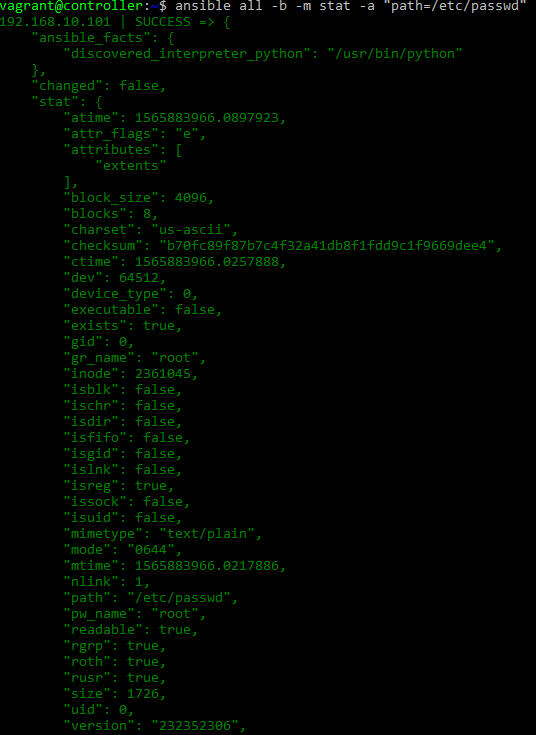 vagrant@controller:~$ ansible all -b -m stat -a "path=/etc/passwd"
192.168.10.101 | SUCCESS => {
    "ansible_facts": {
        "discovered_interpreter_python": "/usr/bin/python"
    },
    "changed": false,
    "stat": {
        "atime": 1565883966.0897923,
        "attr_flags": "e",
        "attributes": [
            "extents"
        ],
        "block_size": 4096,
        "blocks": 8,
        "charset": "us-ascii",
        "checksum": "b70fc89f87b7c4f32a41db8f1fdd9c1f9669dee4",
        "ctime": 1565883966.0257888,
        "dev": 64512,
        "device_type": 0,
        "executable": false,
        "exists": true,
        "gid": 0,
        "gr_name": "root",
        "inode": 2361045,
        "isblk": false,
        "ischr": false,
        "isdir": false,
        "isfifo": false,
        "isgid": false,
        "islnk": false,
        "isreg": true,
        "issock": false,
        "isuid": false,
        "mimetype": "text/plain",
        "mode": "0644",
        "mtime": 1565883966.0217886,
        "nlink": 1,
        "path": "/etc/passwd",
        "pw_name": "root",
        "readable": true,
        "rgrp": true,
        "roth": true,
        "rusr": true,
        "size": 1726,
        "uid": 0,
        "version": "232352306",